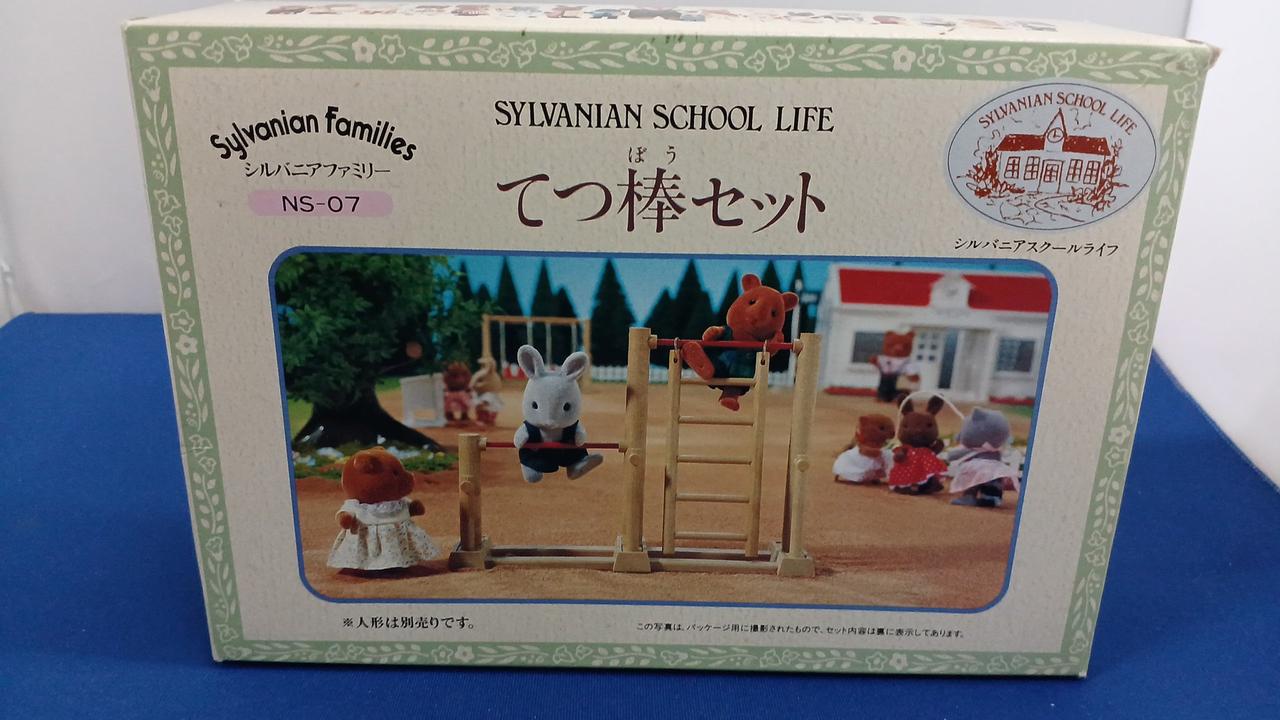 Sylvanian Families
シルバニアファミリー
NS-07
SYLVANIAN SCHOOL LIFE
ぼう
てつ棒セット
SYLVANIAN SCHOOL LIFE
シルバニアスクールライフ
※人形は別売りです。
この写真は、パッケージ用に撮影されたもので、セット内容は裏に表示してあります。